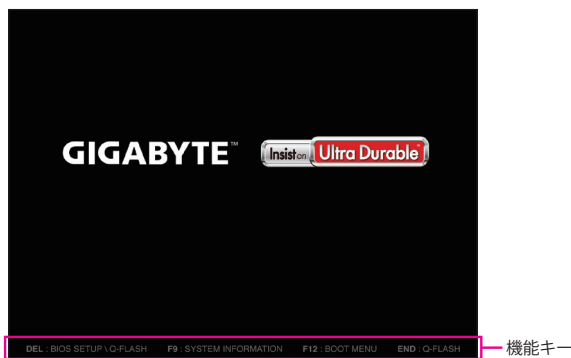 GIGABYTE™
Insist on Ultra Durable™
DEL : BIOS SETUP \ Q-FLASH F9 : SYSTEM INFORMATION F12 : BOOT MENU END : Q-FLASH
機能キー